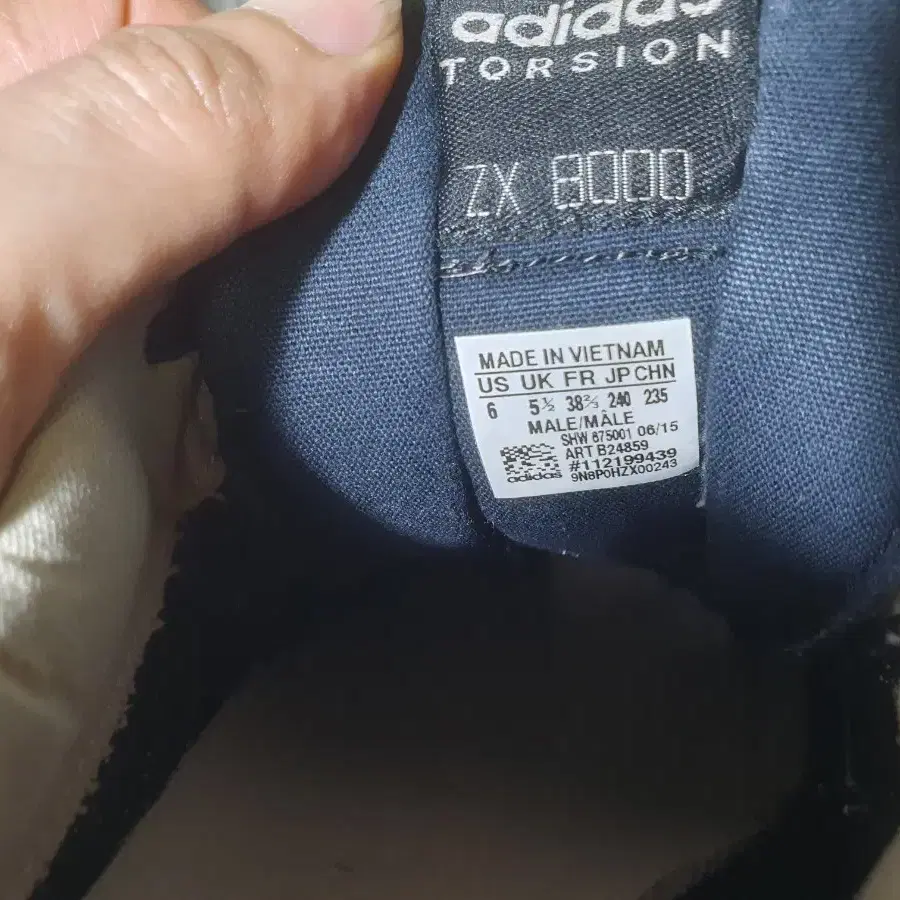 adidas
TORSION
ZX 8000
MADE IN VIETNAM
US UK FR JP CHN
6 5½ 38⅔ 240 235
MALE/MÂLE
SHW 675001 06/15
ART B24859
#112199439
adidas 9N8P0HZX00243